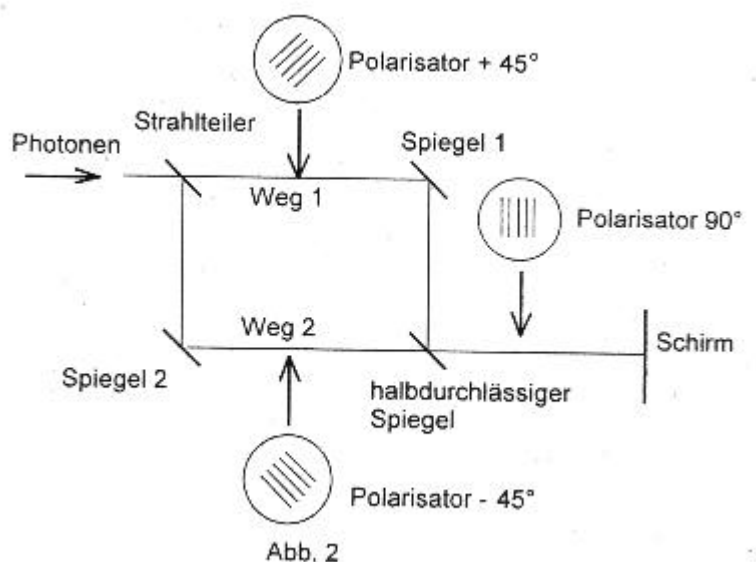 Polarisator + 45°
Strahlteiler
Photonen
Spiegel 1
Weg 1
Polarisator 90°
Weg 2
Schirm
Spiegel 2
halbdurchlässiger
Spiegel
Polarisator - 45°
Abb. 2